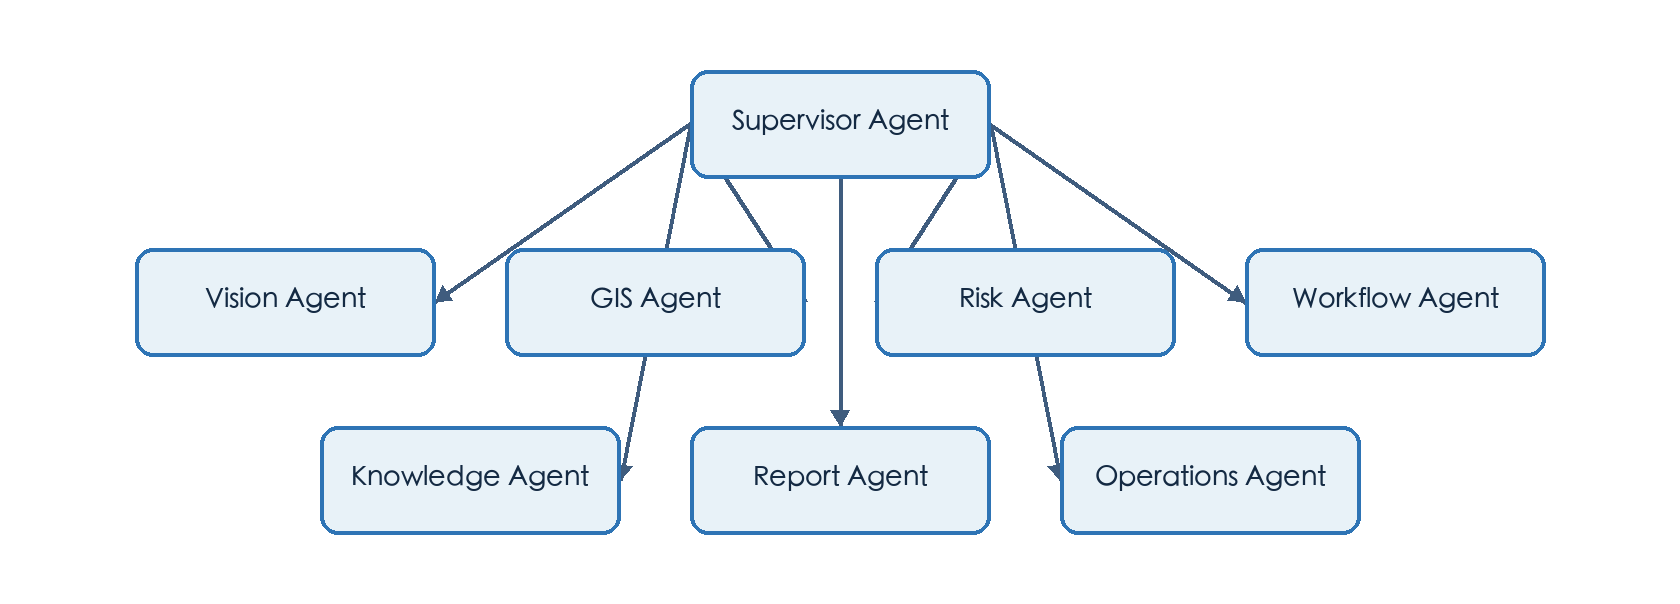 Supervisor Agent
Vision Agent
GIS Agent
Risk Agent
Workflow Agent
Knowledge Agent
Report Agent
Operations Agent